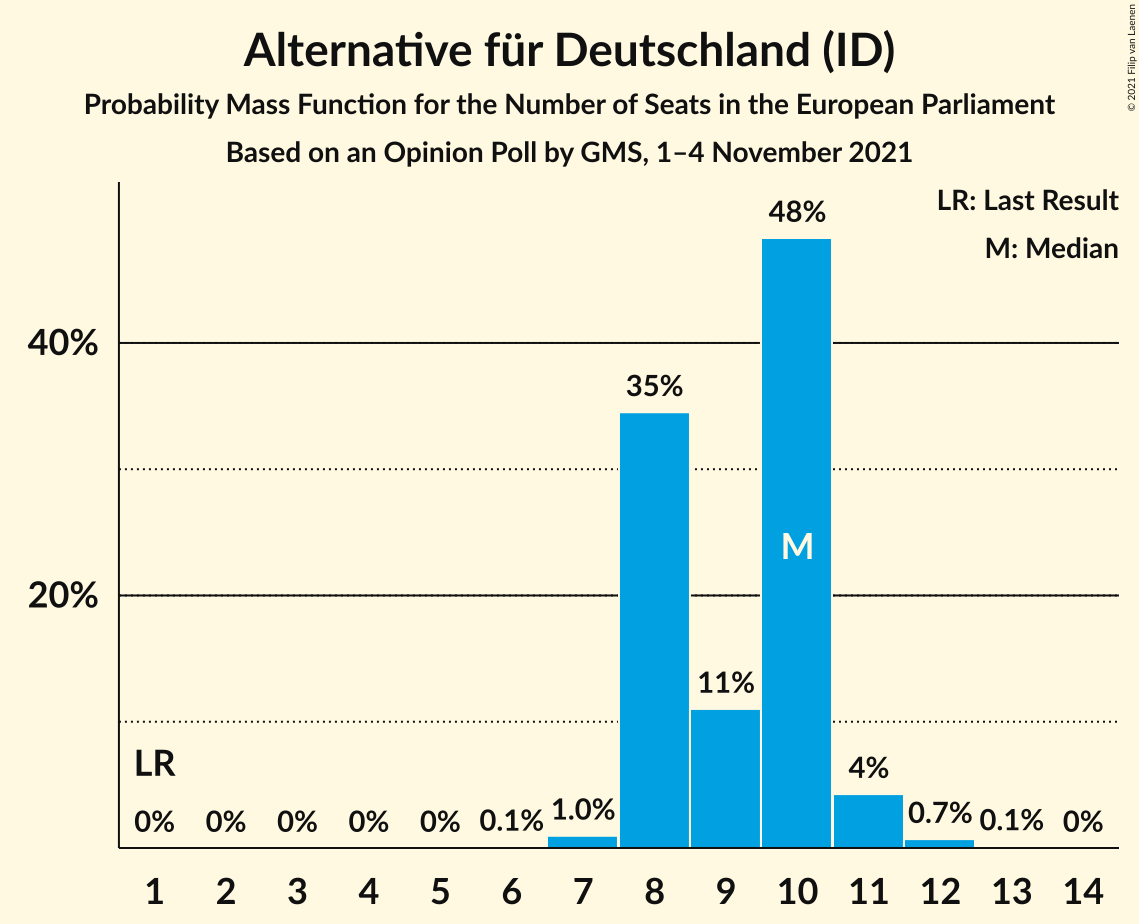 Alternative für Deutschland (ID)
Probability Mass Function for the Number of Seats in the European Parliament
Based on an Opinion Poll by GMS, 1–4 November 2021
© 2021 Filip van Laenen
LR: Last Result
M: Median
48%
40%
35%
M
20%
11%
LR
4%
0% 0% 0% 0% 0% 0.1% 1.0% 0.7% 0.1% 0%
1 2 3 4 5 6 7 8 9 10 11 12 13 14